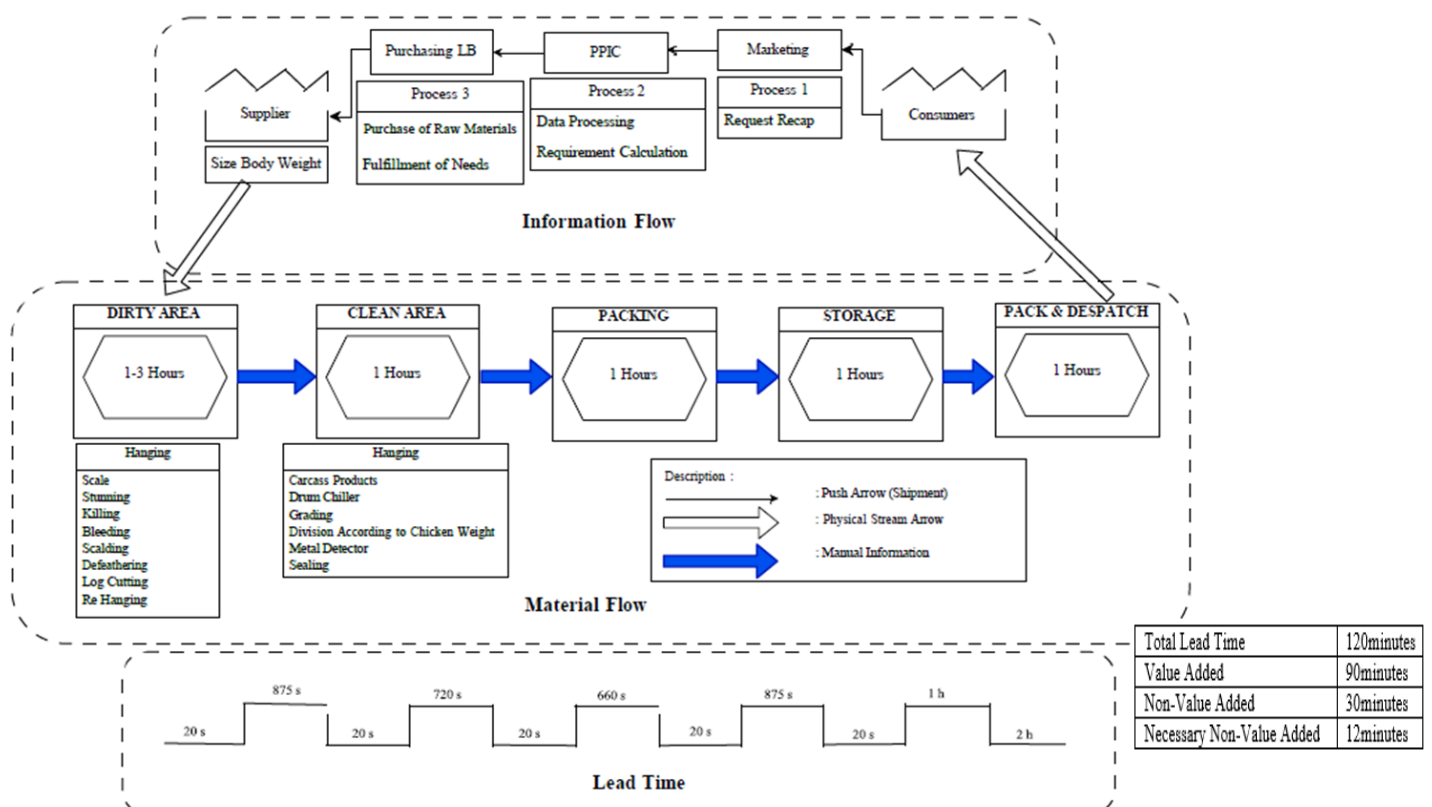 Purchasing LB
PPIC
Marketing
Supplier
Consumers
Size Body Weight
Process 3
Purchase of Raw Materials
Fulfillment of Needs
Process 2
Data Processing
Requirement Calculation
Process 1
Request Recap
Information Flow
DIRTY AREA
1-3 Hours
CLEAN AREA
1 Hours
PACKING
1 Hours
STORAGE
1 Hours
PACK & DESPATCH
1 Hours
Hanging
Scale
Stunning
Killing
Bleeding
Scalding
Defeathering
Log Cutting
Re Hanging
Hanging
Carcass Products
Drum Chiller
Grading
Division According to Chicken Weight
Metal Detector
Sealing
Description :
: Push Arrow (Shipment)
: Physical Stream Arrow
: Manual Information
Material Flow
20 s
875 s
20 s
720 s
20 s
660 s
20 s
875 s
20 s
1 h
2 h
Lead Time
Total Lead Time 120minutes
Value Added 90minutes
Non-Value Added 30minutes
Necessary Non-Value Added 12minutes